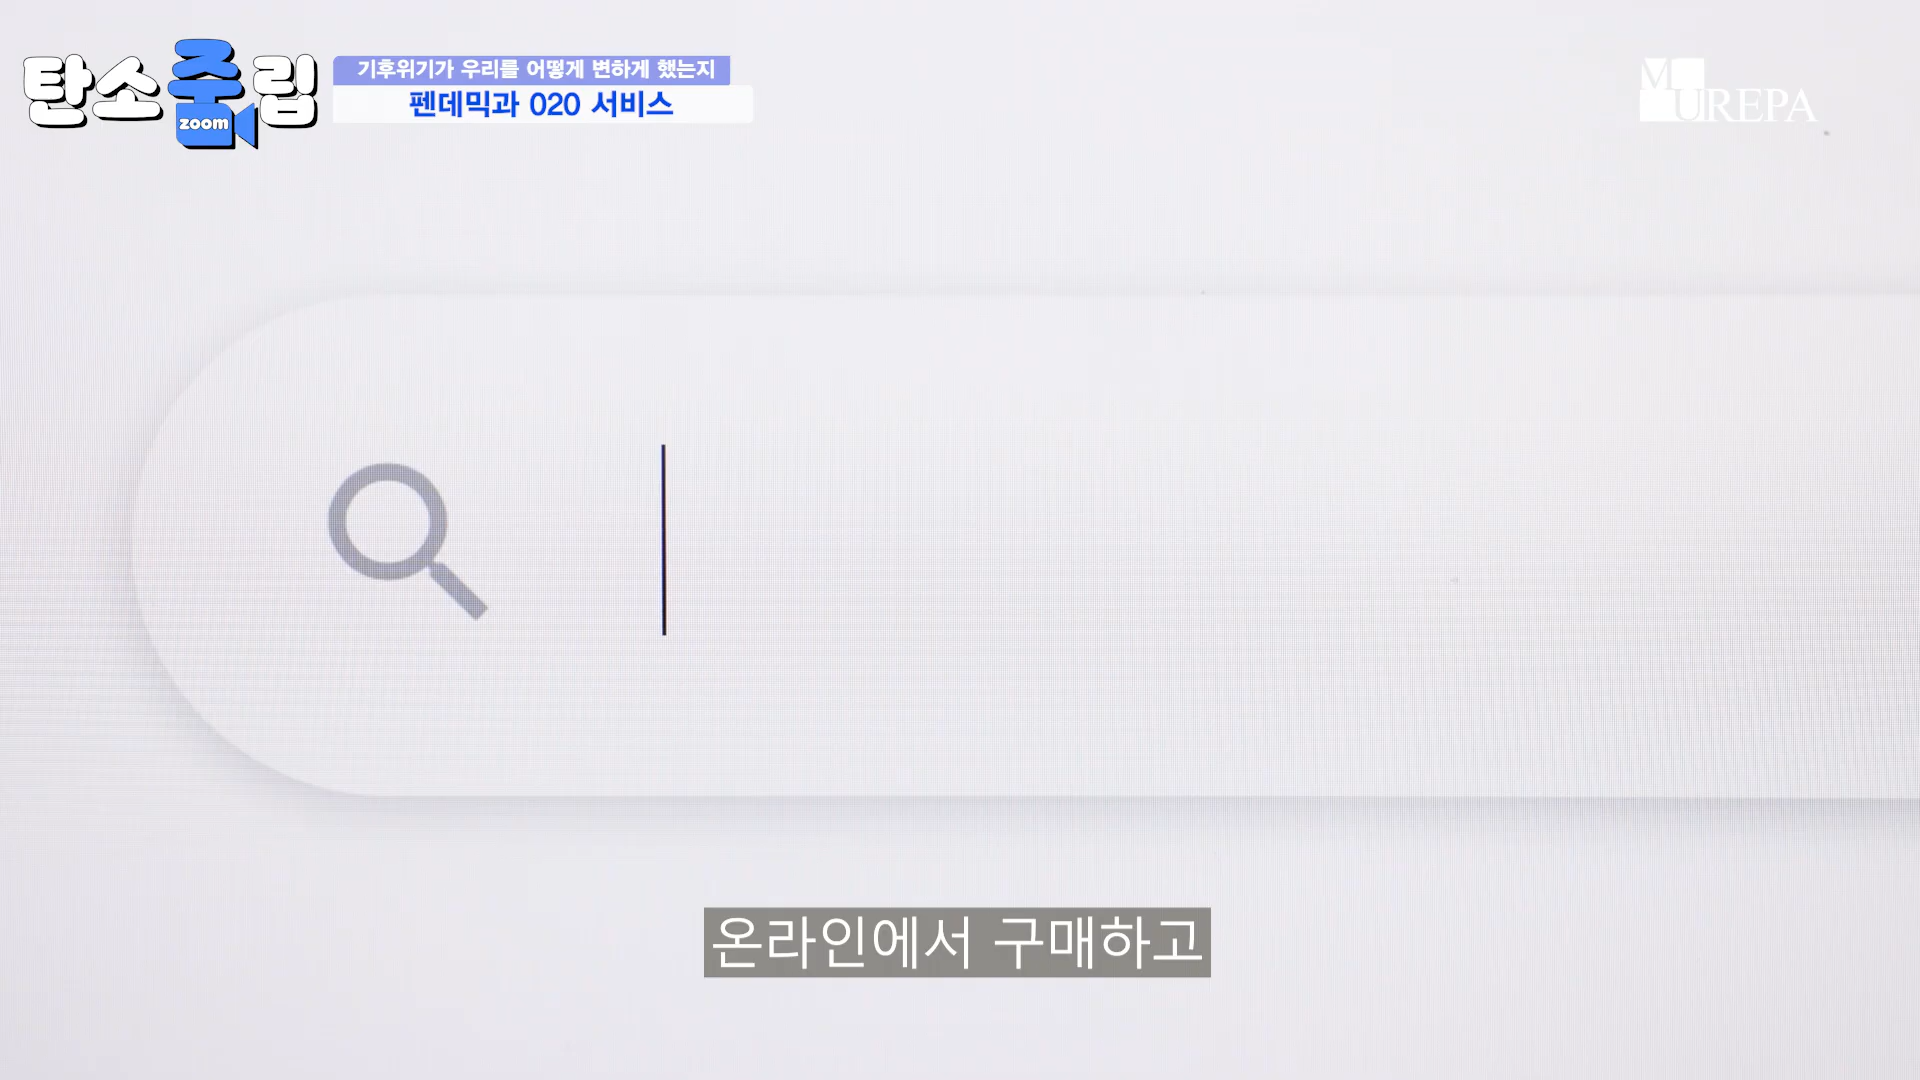 탄소중립
zoom
기후위기가 우리를 어떻게 변하게 했는지
펜데믹과 O2O 서비스
MUREPA
온라인에서 구매하고